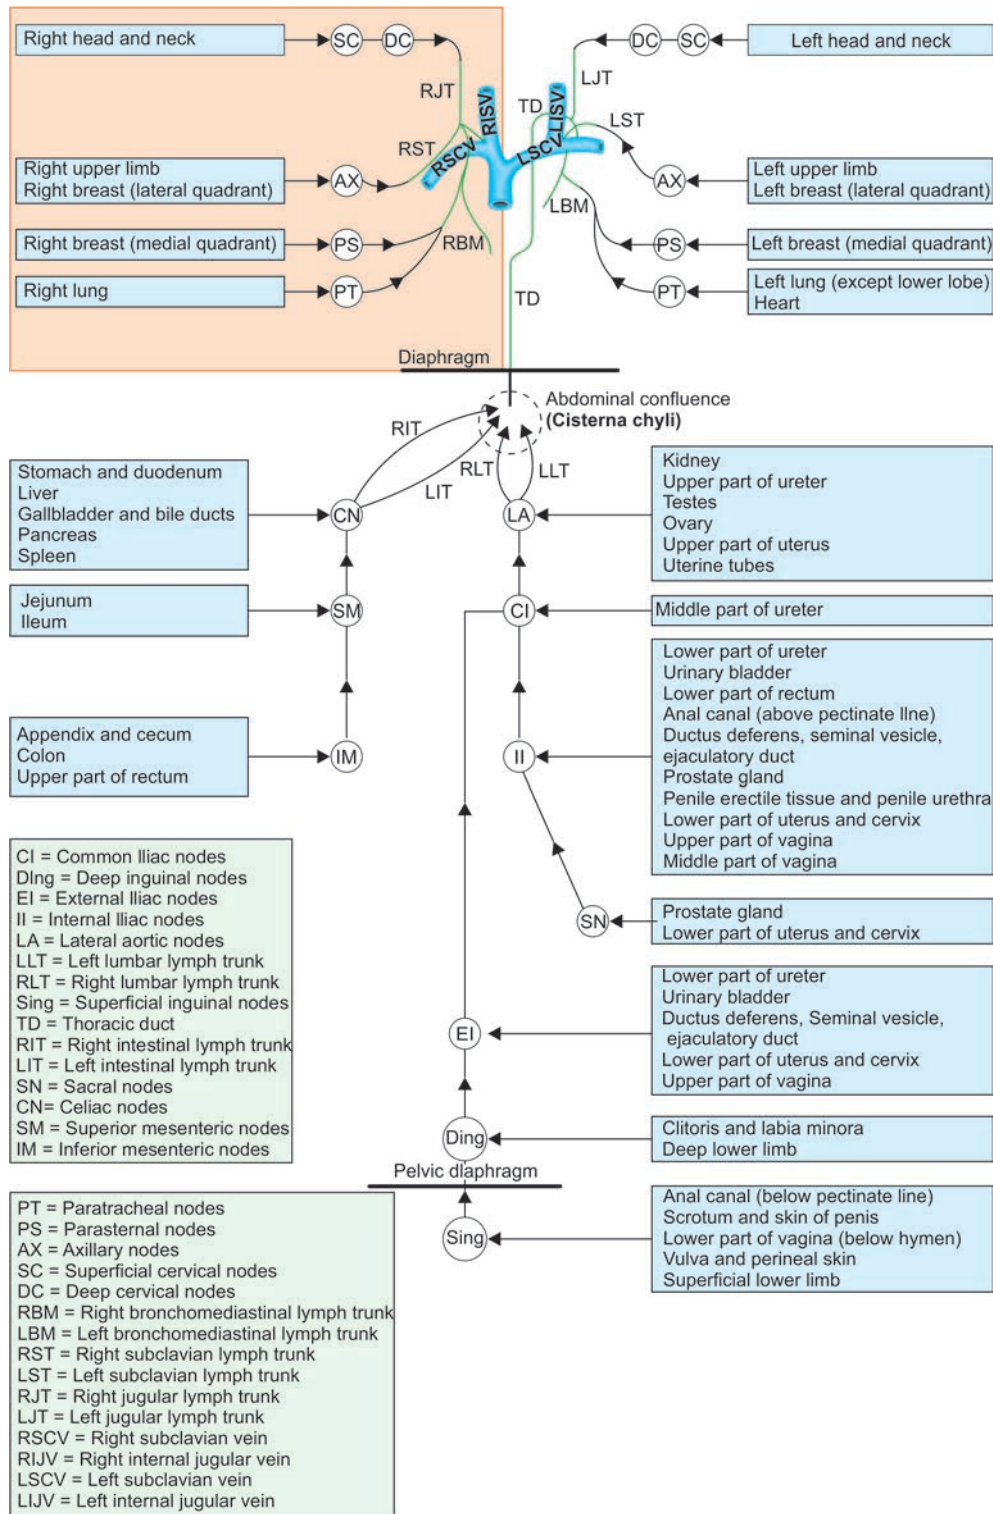 Right head and neck
SC
DC
DC
SC
Left head and neck
RJT
LJT
TD
RISV
LISV
LST
RST
RSCV
LSCV
Right upper limb
Right breast (lateral quadrant)
AX
AX
Left upper limb
Left breast (lateral quadrant)
LBM
Right breast (medial quadrant)
PS
RBM
PS
Left breast (medial quadrant)
Right lung
PT
TD
PT
Left lung (except lower lobe)
Heart
Diaphragm
Abdominal confluence
(Cisterna chyli)
RIT
RLT
LLT
LIT
Stomach and duodenum
Liver
Gallbladder and bile ducts
Pancreas
Spleen
CN
LA
Kidney
Upper part of ureter
Testes
Ovary
Upper part of uterus
Uterine tubes
Jejunum
Ileum
SM
CI
Middle part of ureter
Appendix and cecum
Colon
Upper part of rectum
IM
II
Lower part of ureter
Urinary bladder
Lower part of rectum
Anal canal (above pectinate llne)
Ductus deferens, seminal vesicle,
ejaculatory duct
Prostate gland
Penile erectile tissue and penile urethra
Lower part of uterus and cervix
Upper part of vagina
Middle part of vagina
SN
Prostate gland
Lower part of uterus and cervix
EI
Lower part of ureter
Urinary bladder
Ductus deferens, Seminal vesicle,
ejaculatory duct
Lower part of uterus and cervix
Upper part of vagina
Ding
Clitoris and labia minora
Deep lower limb
Pelvic diaphragm
Sing
Anal canal (below pectinate line)
Scrotum and skin of penis
Lower part of vagina (below hymen)
Vulva and perineal skin
Superficial lower limb
CI = Common Iliac nodes
DIng = Deep inguinal nodes
EI = External Iliac nodes
II = Internal Iliac nodes
LA = Lateral aortic nodes
LLT = Left lumbar lymph trunk
RLT = Right lumbar lymph trunk
Sing = Superficial inguinal nodes
TD = Thoracic duct
RIT = Right intestinal lymph trunk
LIT = Left intestinal lymph trunk
SN = Sacral nodes
CN= Celiac nodes
SM = Superior mesenteric nodes
IM = Inferior mesenteric nodes
PT = Paratracheal nodes
PS = Parasternal nodes
AX = Axillary nodes
SC = Superficial cervical nodes
DC = Deep cervical nodes
RBM = Right bronchomediastinal lymph trunk
LBM = Left bronchomediastinal lymph trunk
RST = Right subclavian lymph trunk
LST = Left subclavian lymph trunk
RJT = Right jugular lymph trunk
LJT = Left jugular lymph trunk
RSCV = Right subclavian vein
RIJV = Right internal jugular vein
LSCV = Left subclavian vein
LIJV = Left internal jugular vein